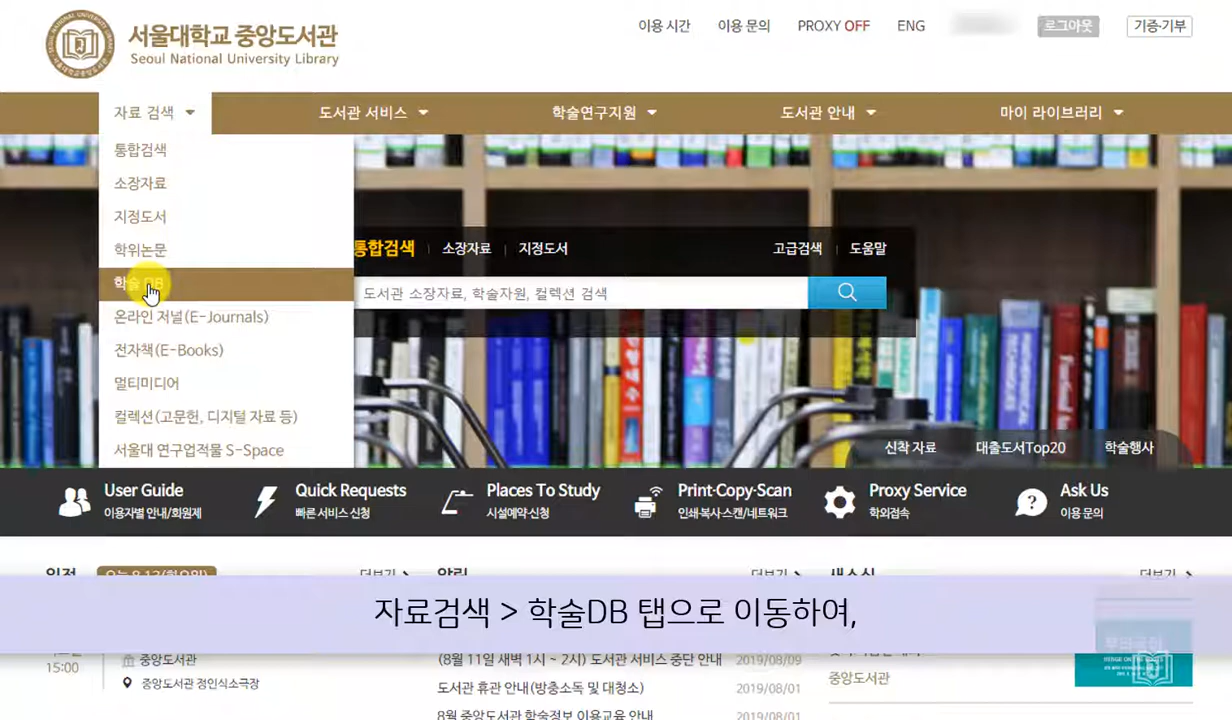 서울대학교 중앙도서관
Seoul National University Library
이용 시간 이용 문의 PROXY OFF ENG 로그아웃 기증·기부
자료 검색 도서관 서비스 학술연구지원 도서관 안내 마이 라이브러리
통합검색
소장자료
지정도서
학위논문
학술 DB
온라인 저널(E-Journals)
전자책(E-Books)
멀티미디어
컬렉션(고문헌, 디지털 자료 등)
서울대 연구업적물 S-Space
통합검색 소장자료 지정도서 고급검색 도움말
도서관 소장자료, 학술자원, 컬렉션 검색
신착 자료 대출도서Top20 학술행사
User Guide
이용자별 안내/회원제
Quick Requests
빠른 서비스 신청
Places To Study
시설예약·신청
Print·Copy·Scan
인쇄·복사·스캔/네트워크
Proxy Service
학외접속
Ask Us
이용 문의
일정 더보기 알림 더보기 새소식 더보기
자료검색 > 학술DB 탭으로 이동하여,
15:00
중앙도서관
중앙도서관 정인식소극장
(8월 11일 새벽 1시 ~ 2시) 도서관 서비스 중단 안내 2019/08/09
도서관 휴관 안내(방충소독 및 대청소) 2019/08/01
8월 중앙도서관 학술정보 이용교육 안내 2019/08/01
중앙도서관